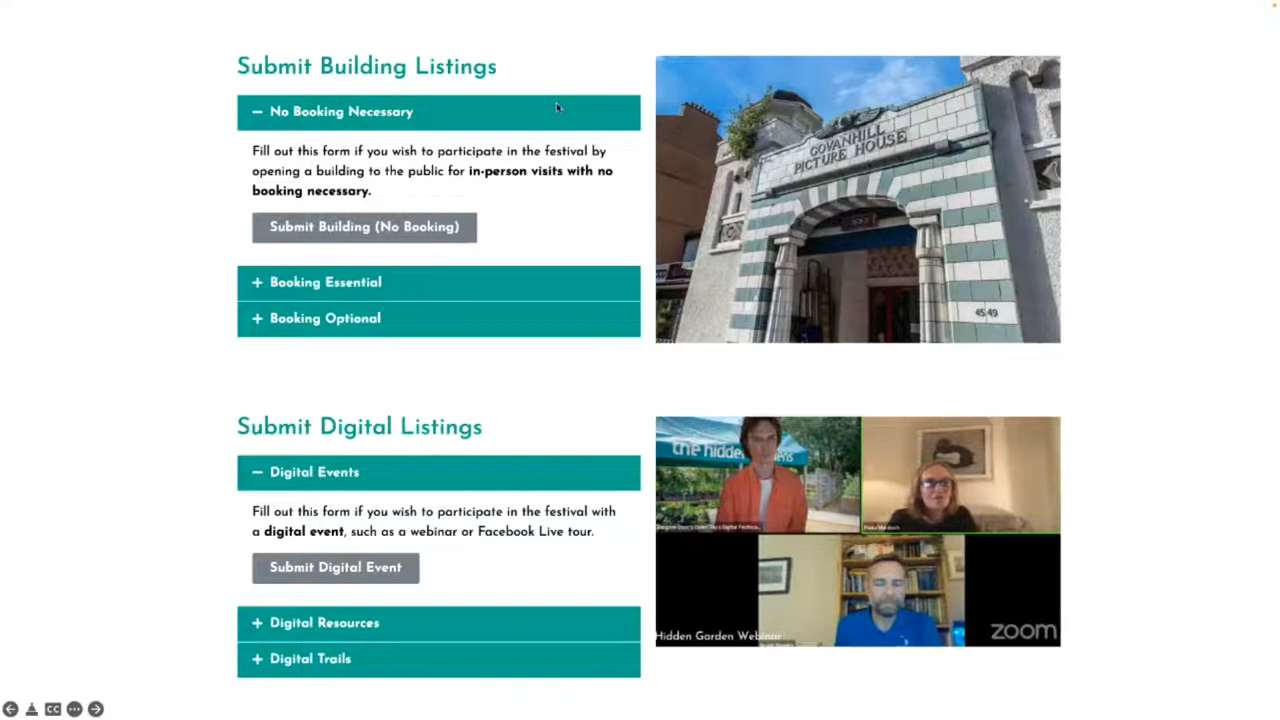 Submit Building Listings
No Booking Necessary
Fill out this form if you wish to participate in the festival by
opening a building to the public for in-person visits with no
booking necessary.
Submit Building (No Booking)
Booking Essential
Booking Optional
GOVANHILL
PICTURE HOUSE
45 49
Submit Digital Listings
Digital Events
Fill out this form if you wish to participate in the festival with
a digital event, such as a webinar or Facebook Live tour.
Submit Digital Event
Digital Resources
Digital Trails
the hidden
Hidden Garden Webinar
zoom
CC